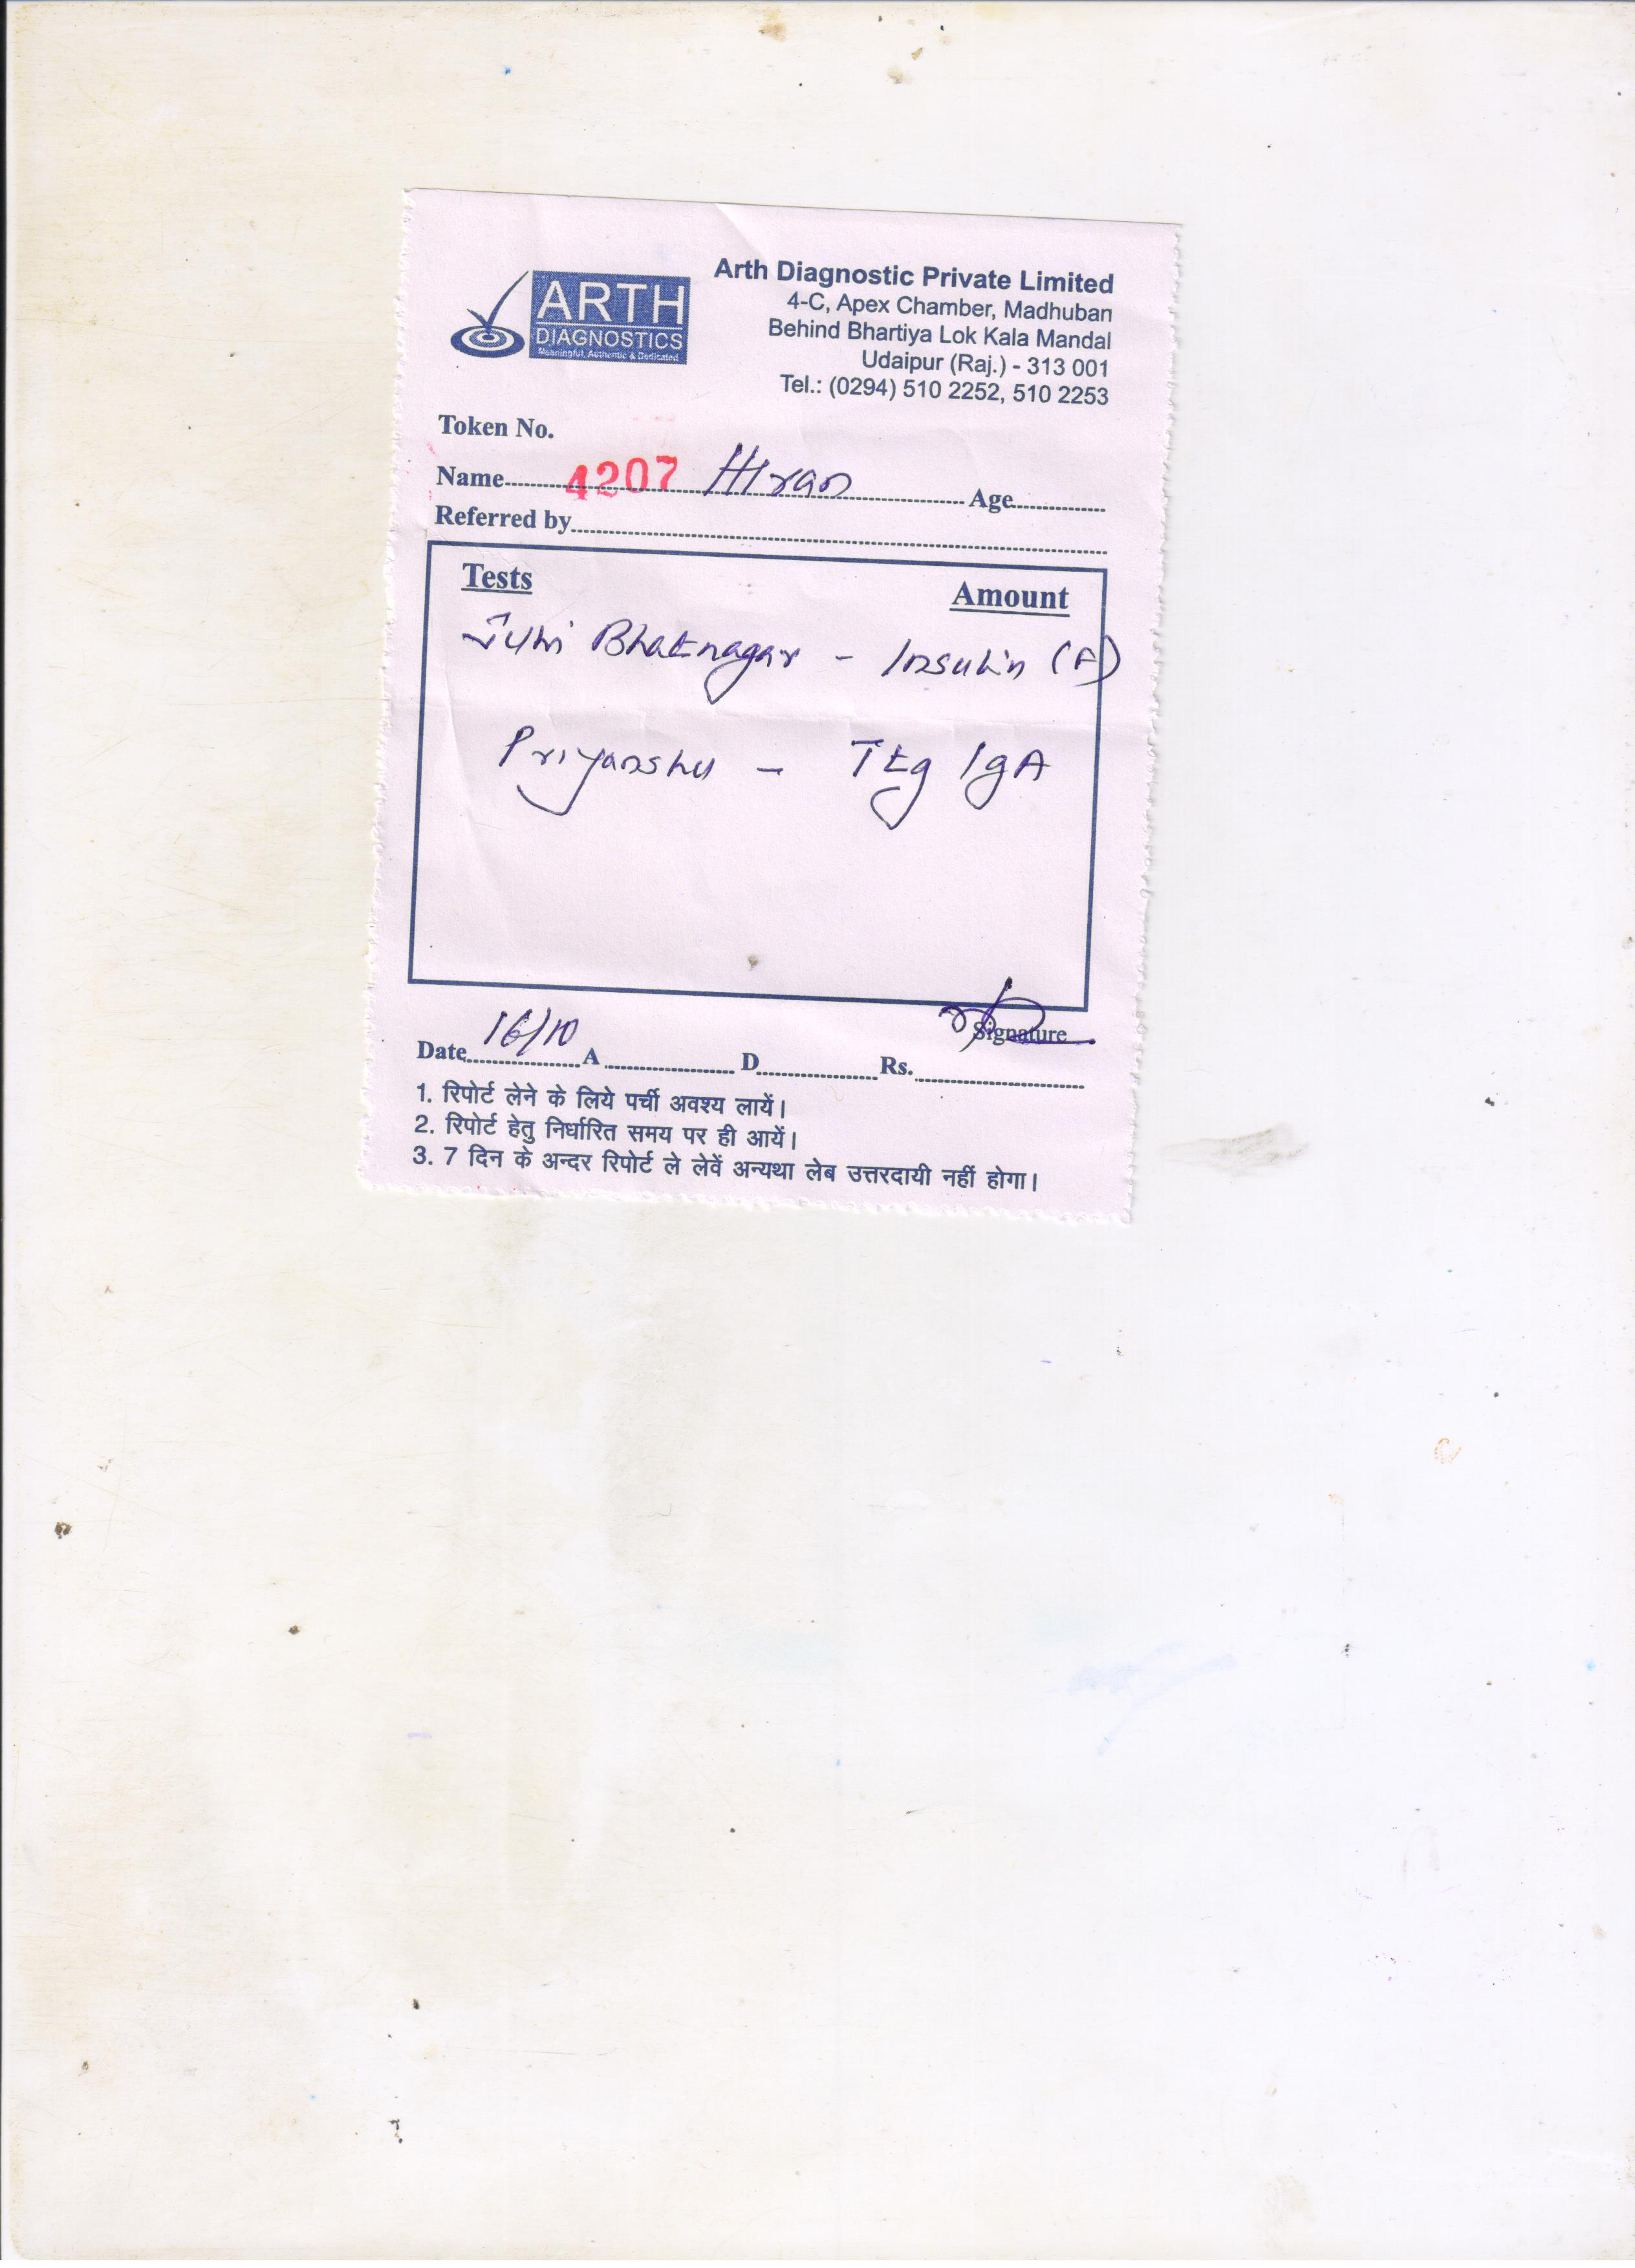 ARTH
DIAGNOSTICS
Meaningful, Authentic & Dedicated
Arth Diagnostic Private Limited
4-C, Apex Chamber, Madhuban
Behind Bhartiya Lok Kala Mandal
Udaipur (Raj.) - 313 001
Tel.: (0294) 510 2252, 510 2253
Token No.
Name 4207 Hiran Age
Referred by
Tests Amount
Juhi Bhatnagar - Insulin (F)
Priyanshu - Ttg IgA
Signature
Date 16/10 A D Rs.
1. रिपोर्ट लेने के लिये पर्ची अवश्य लायें।
2. रिपोर्ट हेतु निर्धारित समय पर ही आयें।
3. 7 दिन के अन्दर रिपोर्ट ले लेवें अन्यथा लेब उत्तरदायी नहीं होगा।